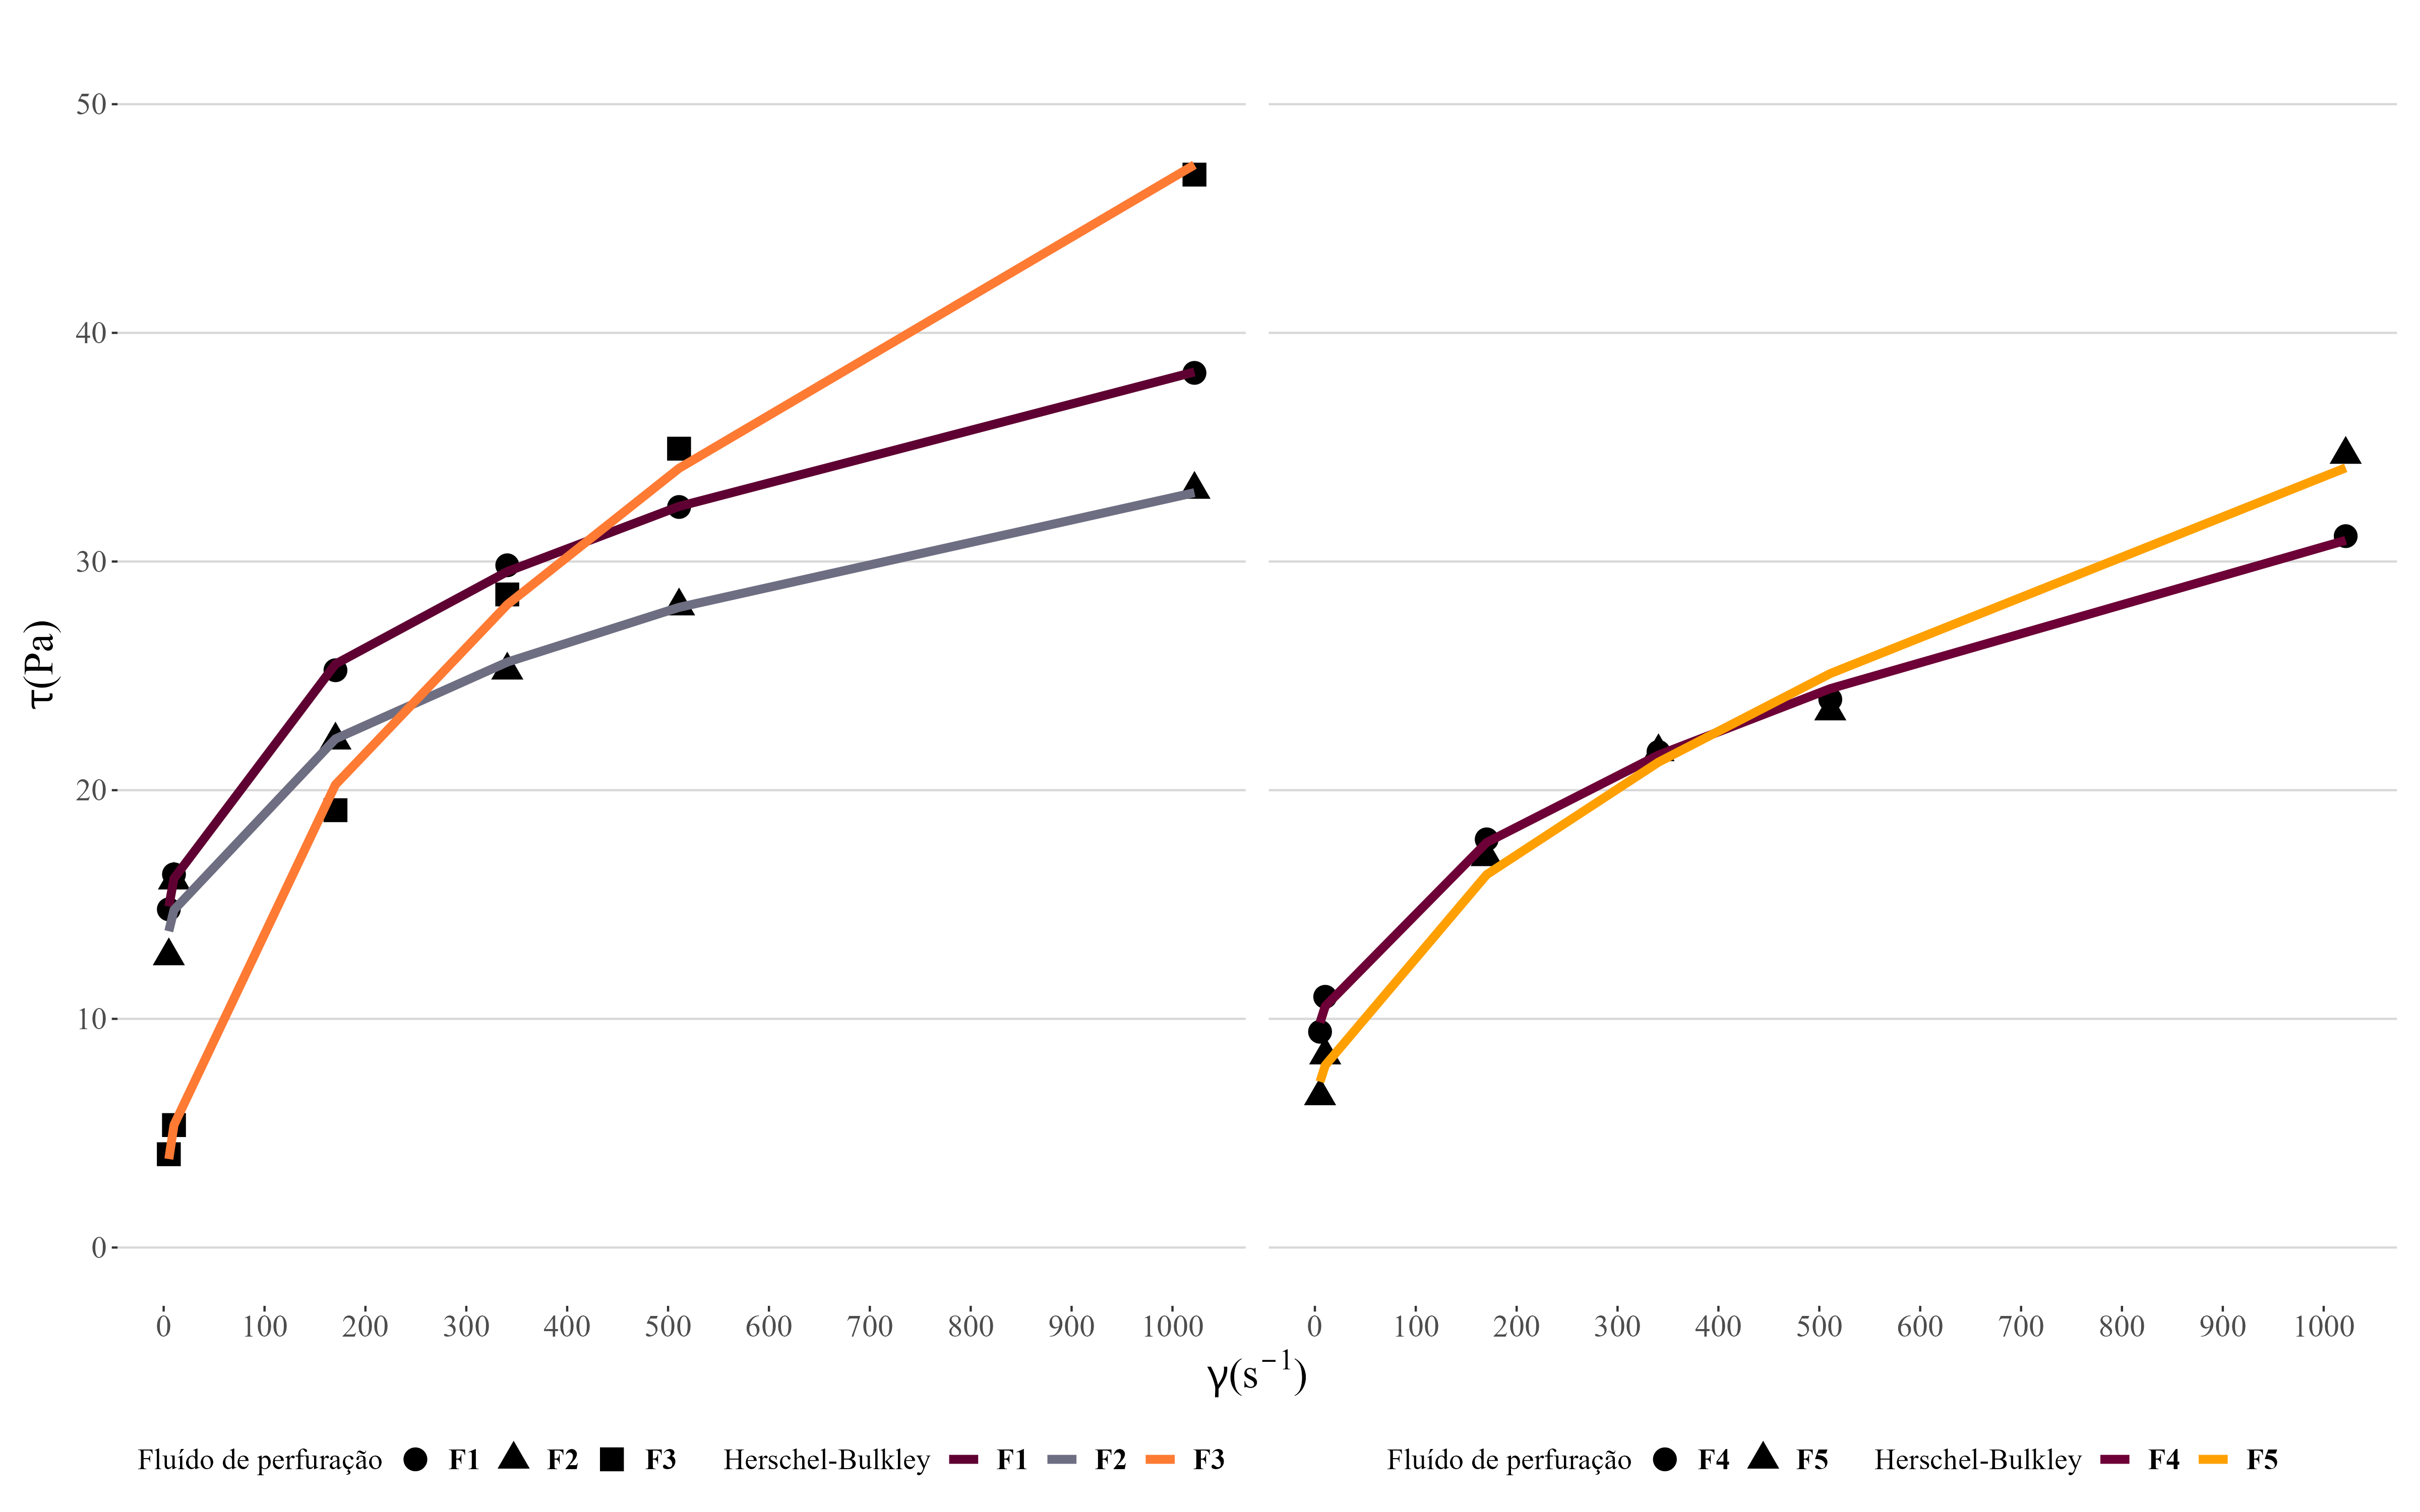 50
40
30
20
10
0
τ(Pa)
0 100 200 300 400 500 600 700 800 900 1000
0 100 200 300 400 500 600 700 800 900 1000
γ(s⁻¹)
Fluído de perfuração F1 F2 F3 Herschel-Bulkley F1 F2 F3
Fluído de perfuração F4 F5 Herschel-Bulkley F4 F5